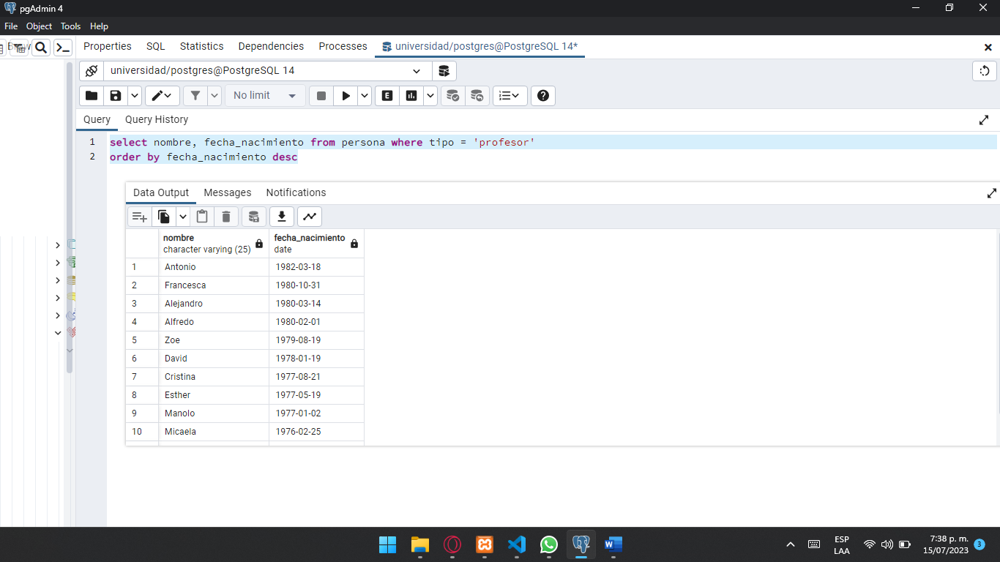 pgAdmin 4
File Object Tools Help
Properties SQL Statistics Dependencies Processes universidad/postgres@PostgreSQL 14*
universidad/postgres@PostgreSQL 14
No limit
E
Query Query History
1 select nombre, fecha_nacimiento from persona where tipo = 'profesor'
2 order by fecha_nacimiento desc
Data Output Messages Notifications
nombre fecha_nacimiento
character varying (25) date
1 Antonio 1982-03-18
2 Francesca 1980-10-31
3 Alejandro 1980-03-14
4 Alfredo 1980-02-01
5 Zoe 1979-08-19
6 David 1978-01-19
7 Cristina 1977-08-21
8 Esther 1977-05-19
9 Manolo 1977-01-02
10 Micaela 1976-02-25
ESP 7:38 p. m.
LAA 15/07/2023 3